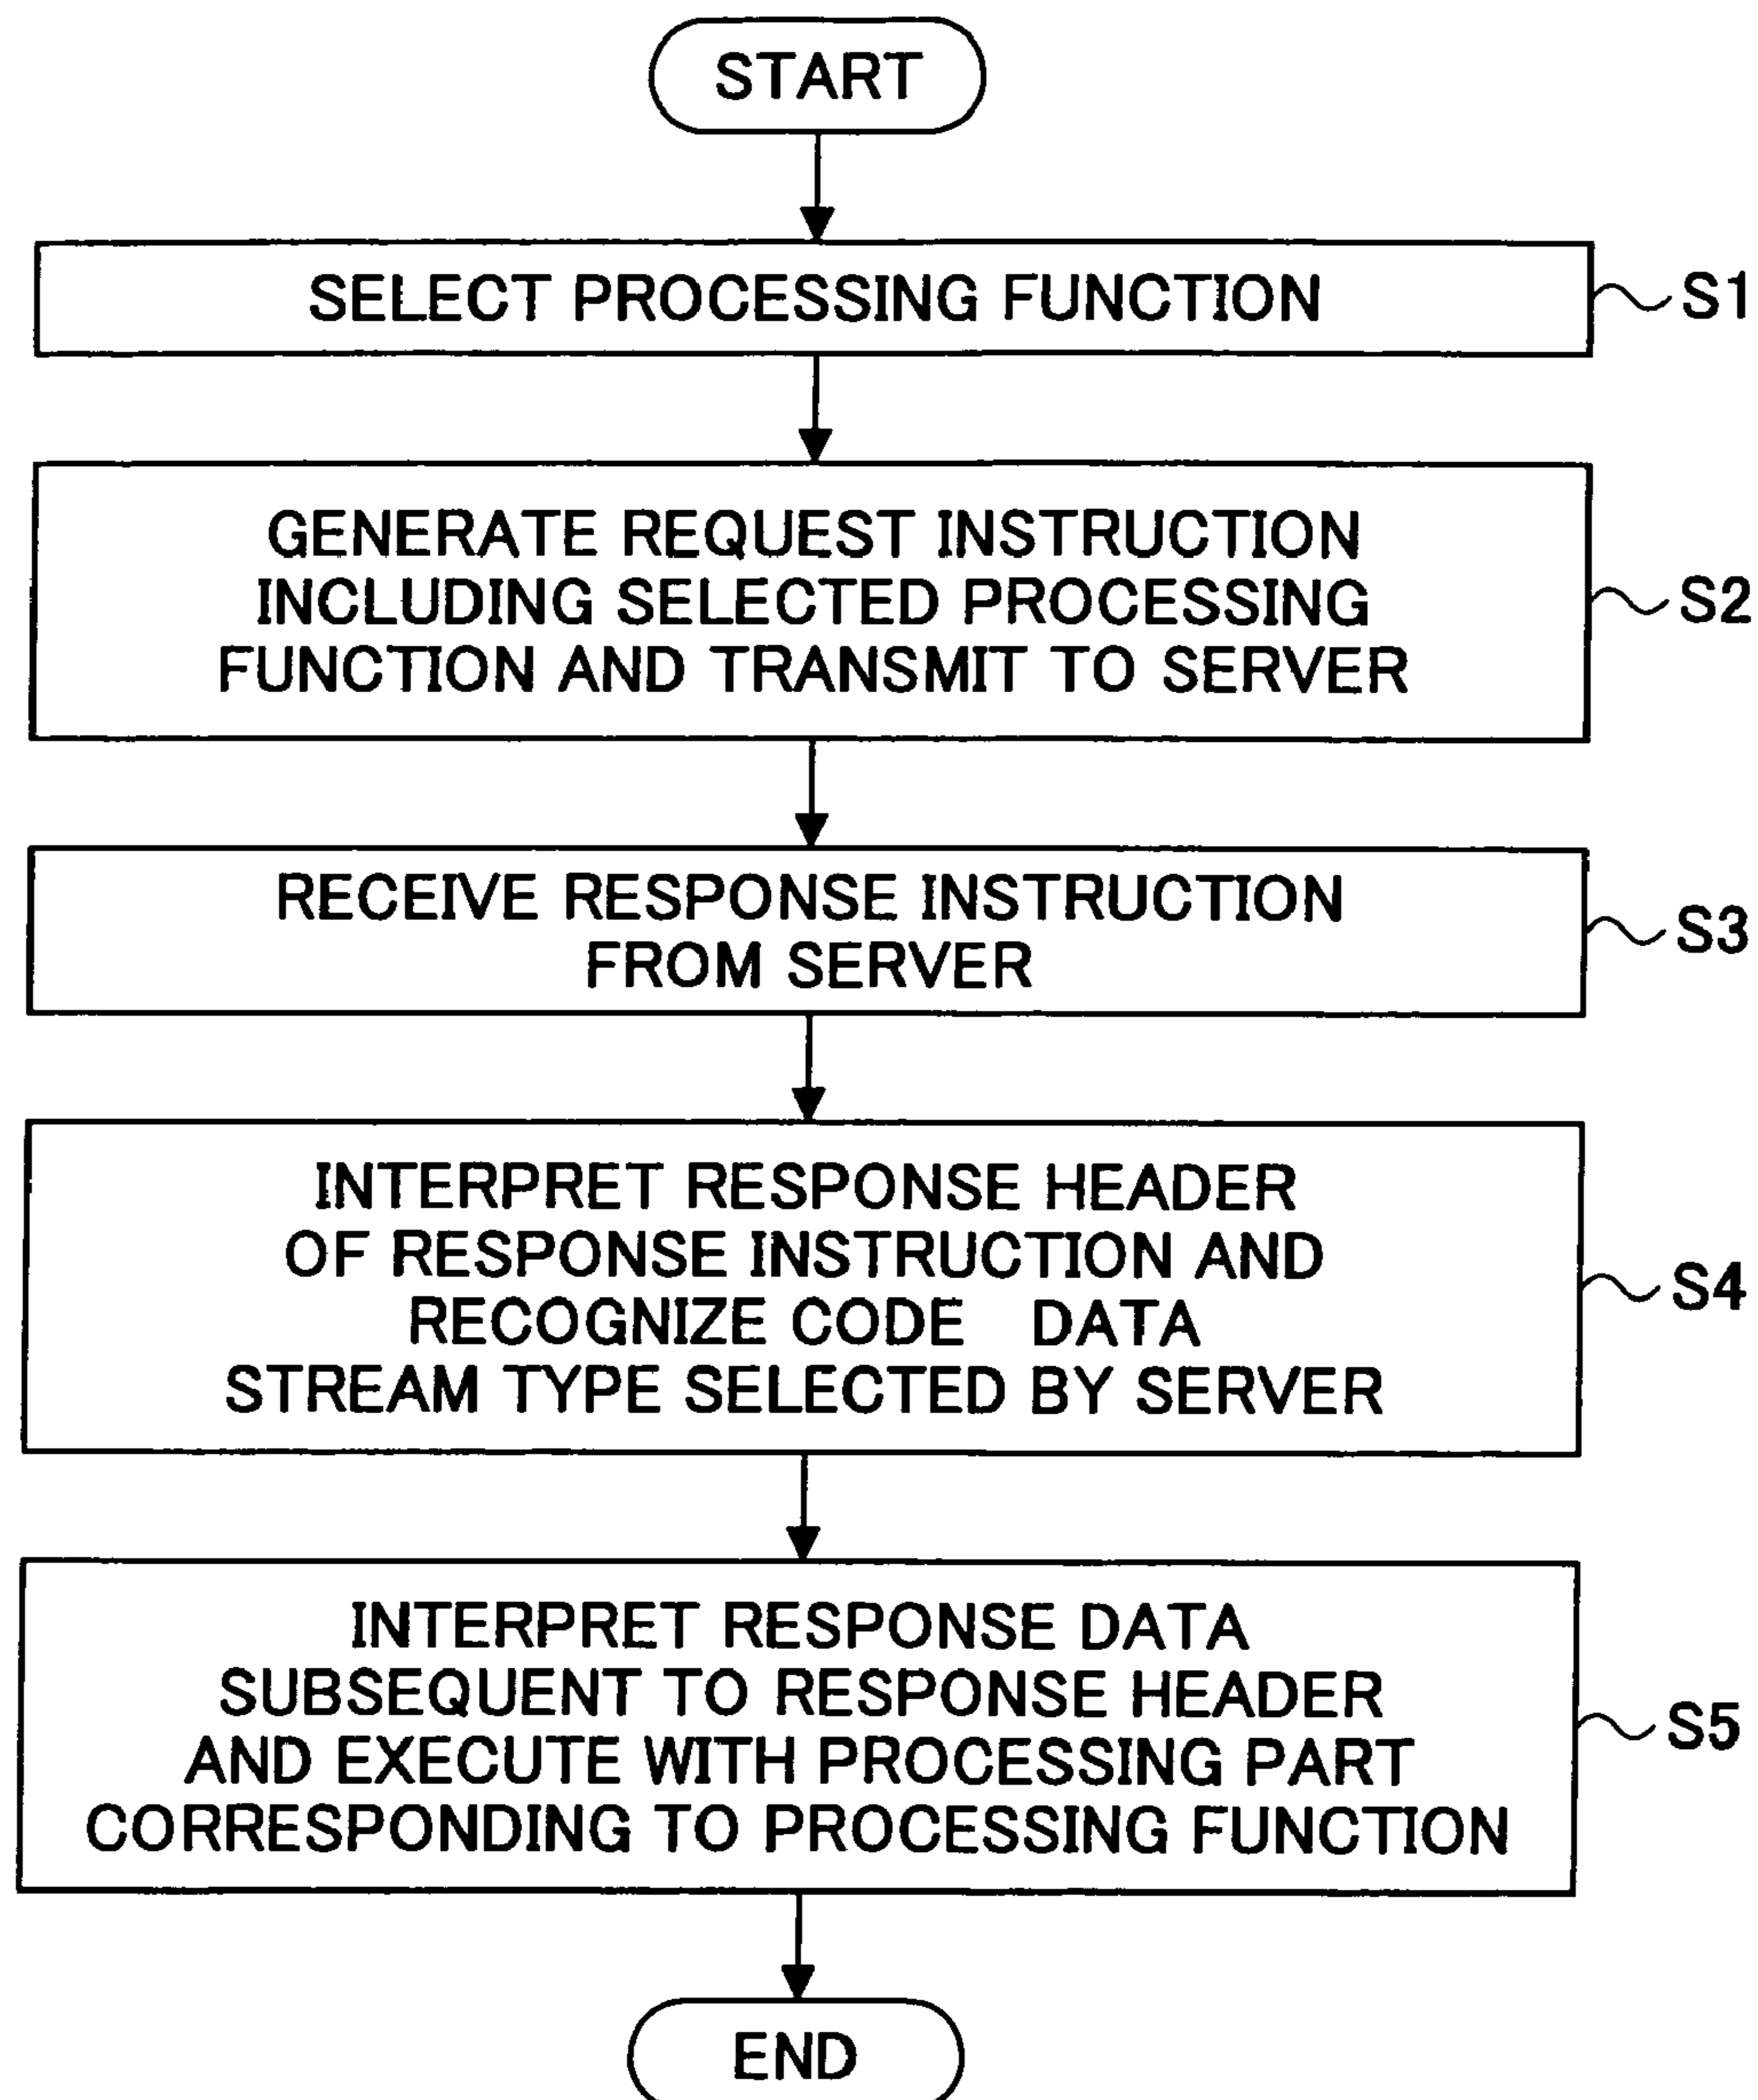 START
SELECT PROCESSING FUNCTION
S1
GENERATE REQUEST INSTRUCTION
INCLUDING SELECTED PROCESSING
FUNCTION AND TRANSMIT TO SERVER
S2
RECEIVE RESPONSE INSTRUCTION
FROM SERVER
S3
INTERPRET RESPONSE HEADER
OF RESPONSE INSTRUCTION AND
RECOGNIZE CODE DATA
STREAM TYPE SELECTED BY SERVER
S4
INTERPRET RESPONSE DATA
SUBSEQUENT TO RESPONSE HEADER
AND EXECUTE WITH PROCESSING PART
CORRESPONDING TO PROCESSING FUNCTION
S5
END